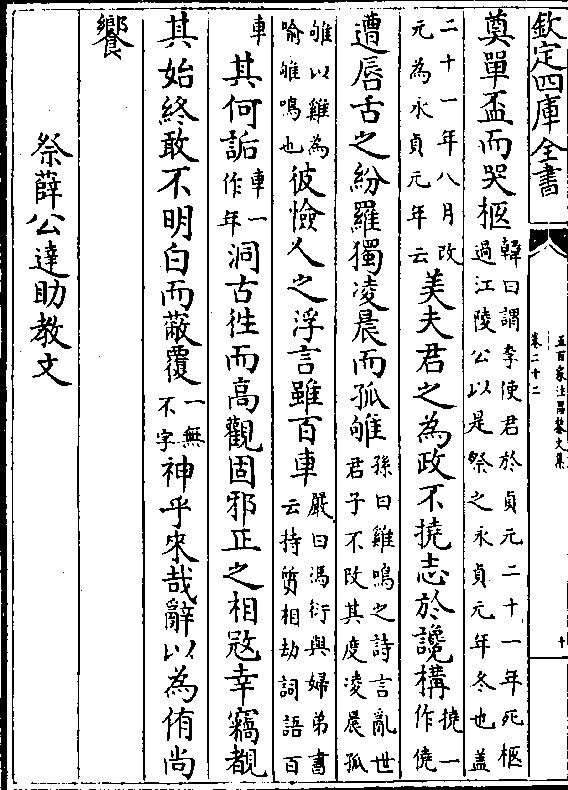 欽定四庫全書
五百家注昌黎文集
卷二十二
十
奠單盃而哭柩韓曰謂李使君於貞元二十一年死柩過江陵公以是祭之永貞元年冬也蓋
二十一年八月改元為永貞元年云美夫君之為政不撓志於讒構撓一作僥
遭唇舌之紛羅獨凌晨而孤雊孫曰雞鳴之詩言亂世君子不改其度凌晨孤
雊以雞為喻雊鳴也彼憸人之浮言雖百車嚴曰馮衍與婦弟書云持質相劫詞語百
車其何詬車一作年洞古徃而高觀固邪正之相㓂幸竊覩
其始終敢不明白而蔽覆一無不字神乎來哉辭以為侑尚
饗
祭薛公達助教文